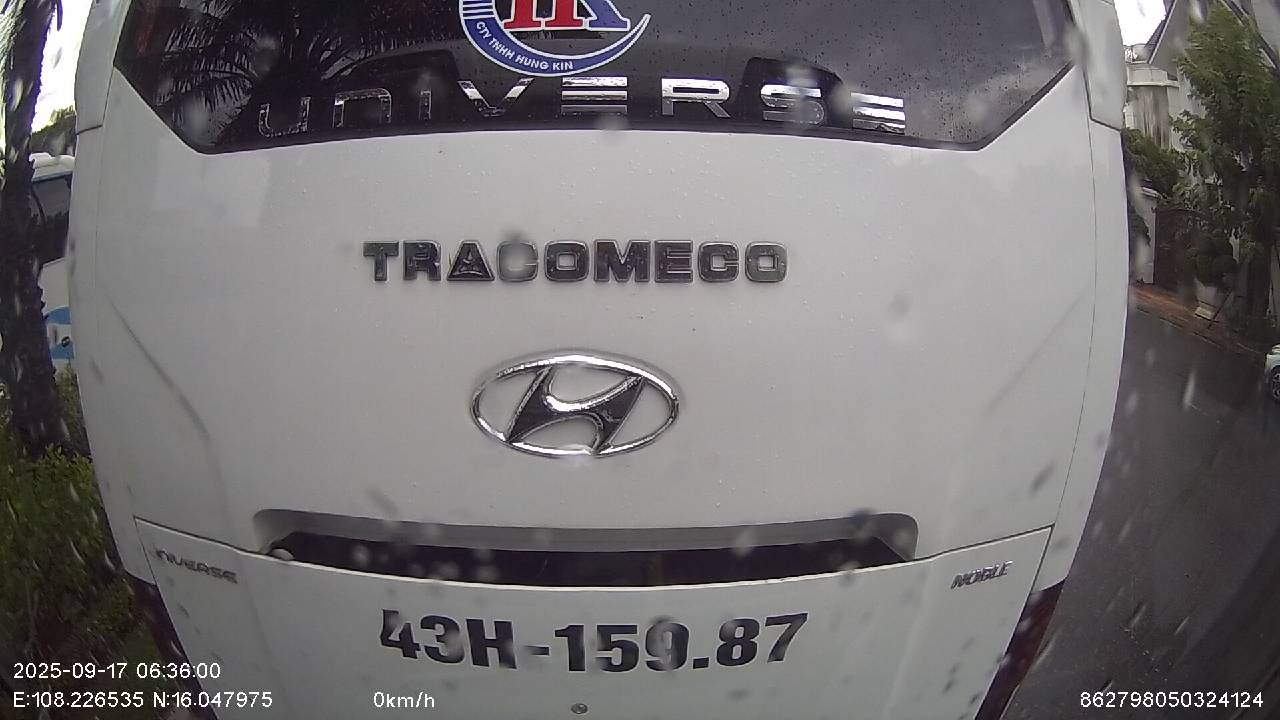 HK
CTY TNHH HUNG KIN
UNIVERSE
TRACOMECO
UNIVERSE
NOBLE
43H-159.87
2025-09-17 06:36:00
E:108.226535 N:16.047975
0km/h
862798050324124